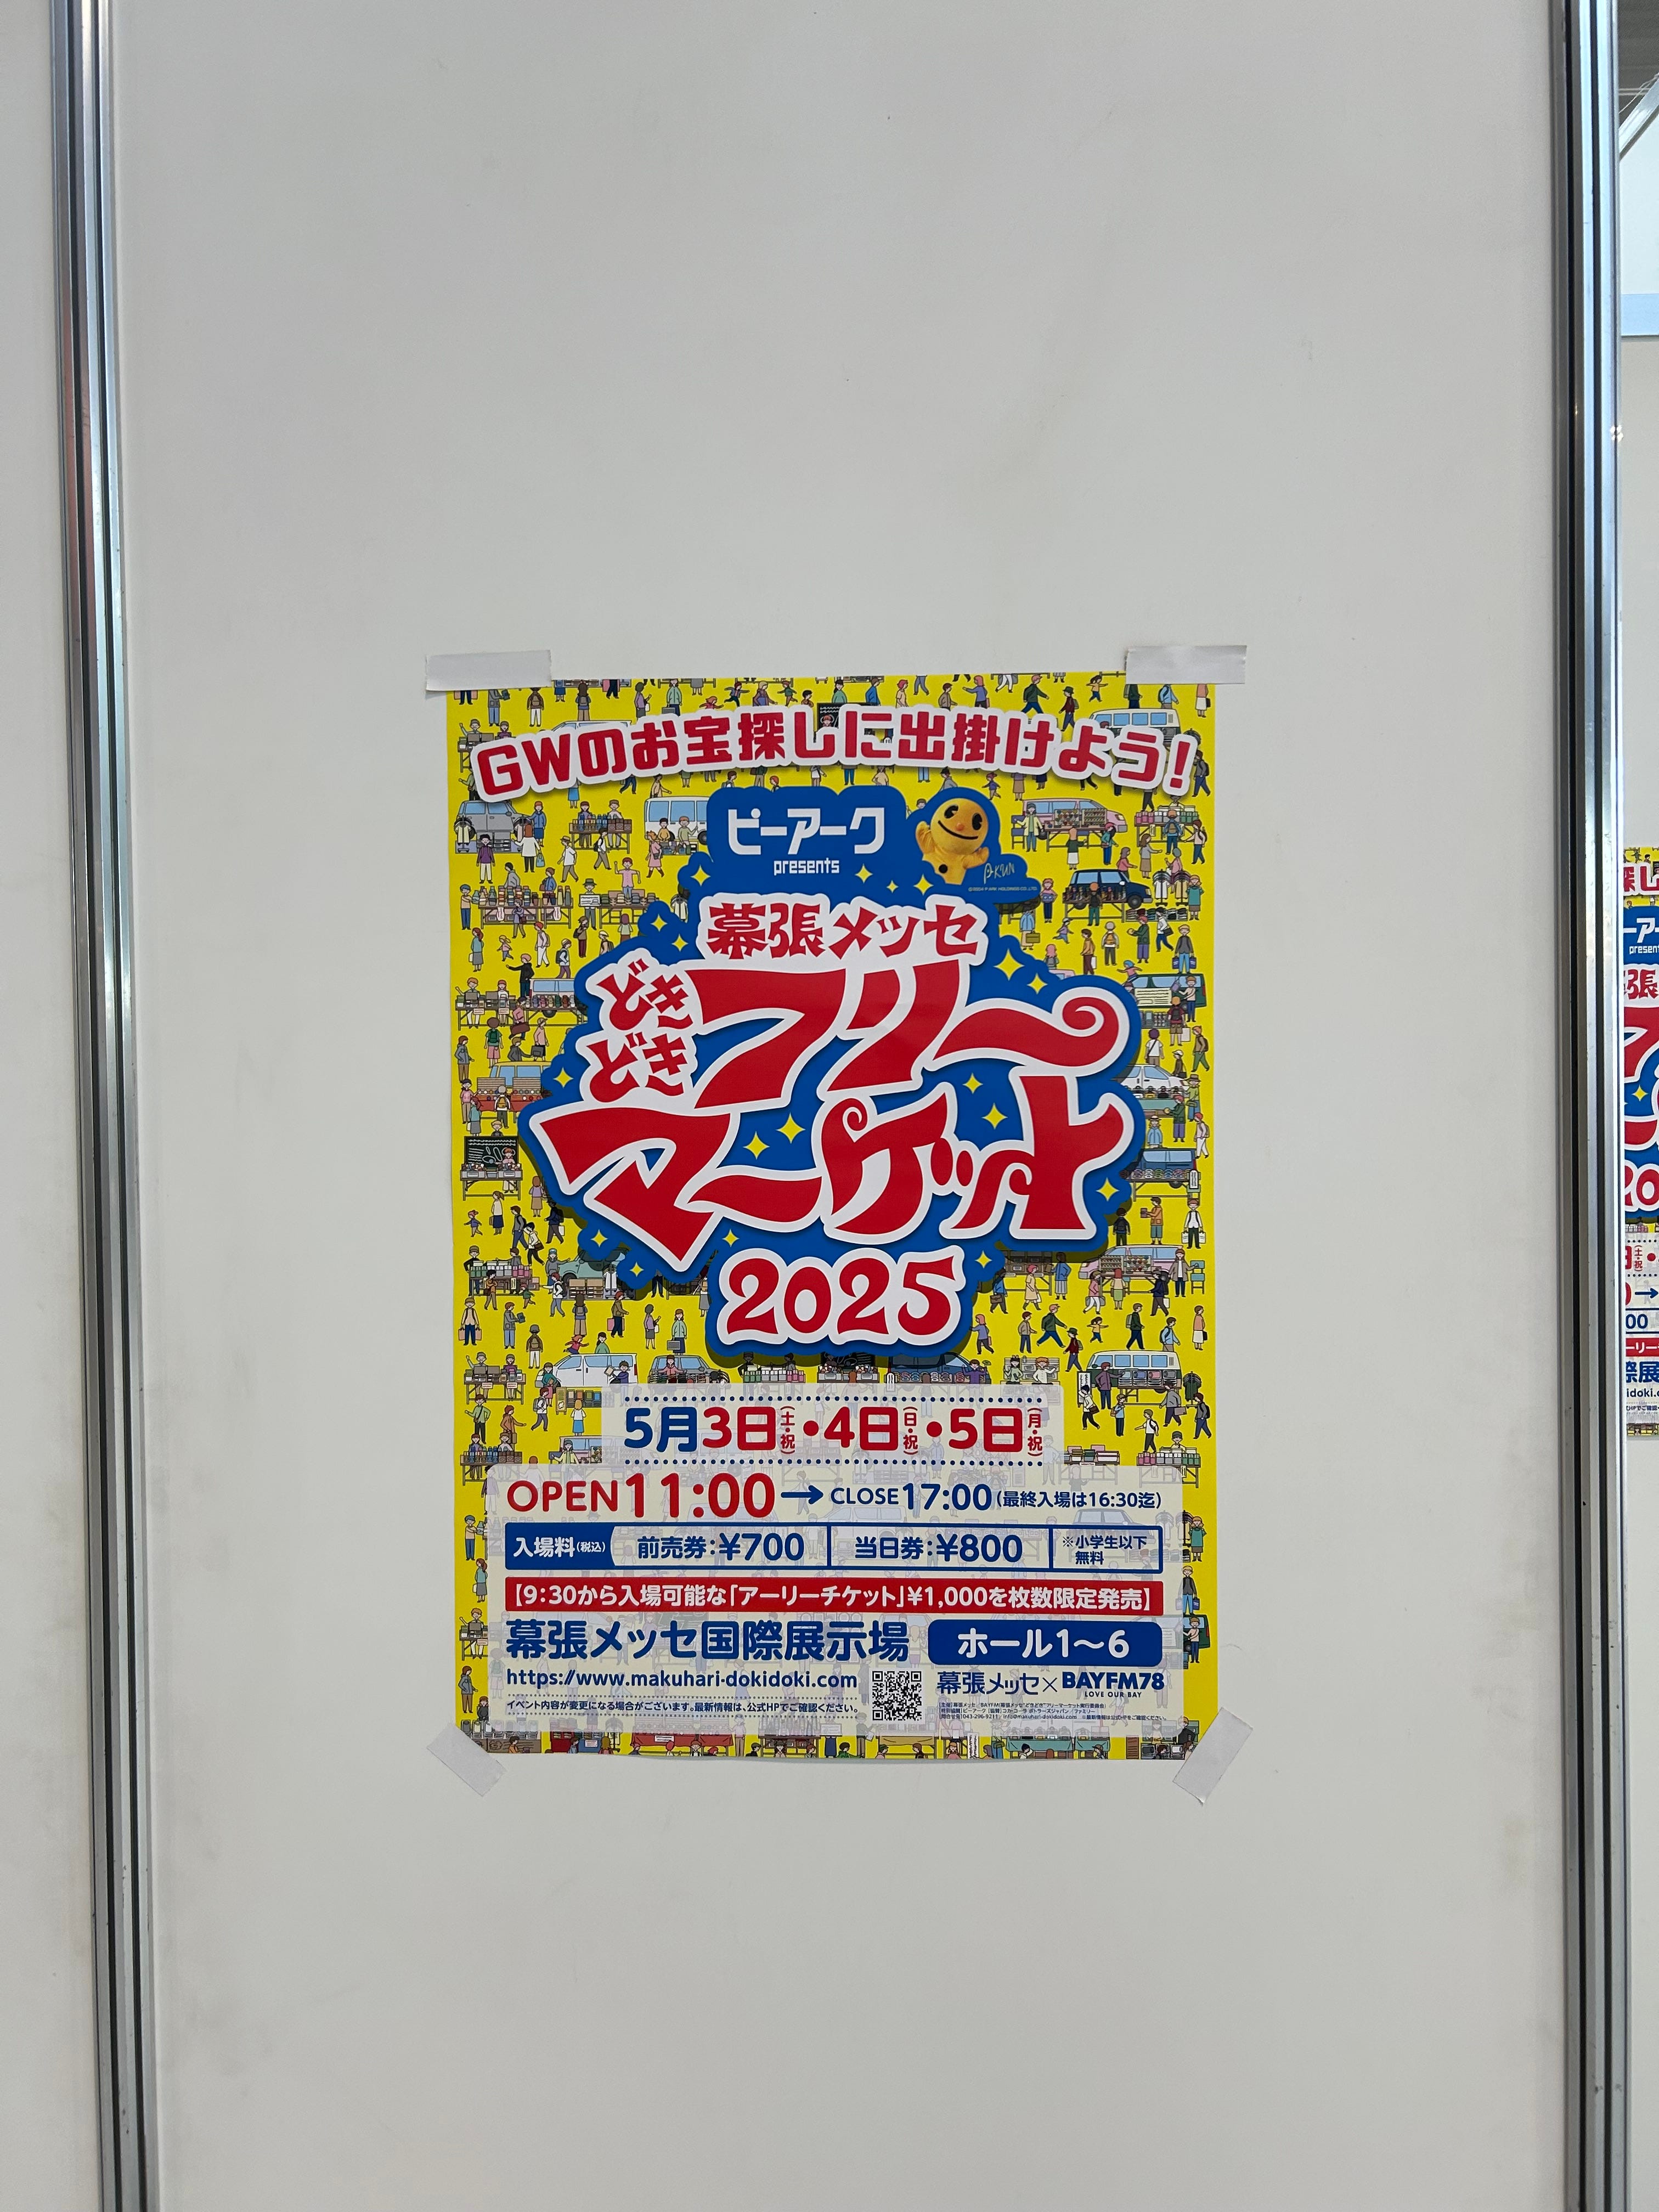 GWのお宝探しに出掛けよう!
ピーアーク
presents
P-KUN
幕張メッセ
どきどき
フリー
マーケット
2025
5月3日(土・祝)・4日(日・祝)・5日(月・祝)
OPEN11:00→CLOSE17:00(最終入場は16:30迄)
入場料(税込) 前売券:¥700 当日券:¥800 ※小学生以下無料
【9:30から入場可能な「アーリーチケット」¥1,000を枚数限定発売】
幕張メッセ国際展示場 ホール1〜6
https://www.makuhari-dokidoki.com
幕張メッセ×BAYFM78
LOVE OUR BAY
イベント内容が変更になる場合がございます。最新情報は、公式HPでご確認ください。